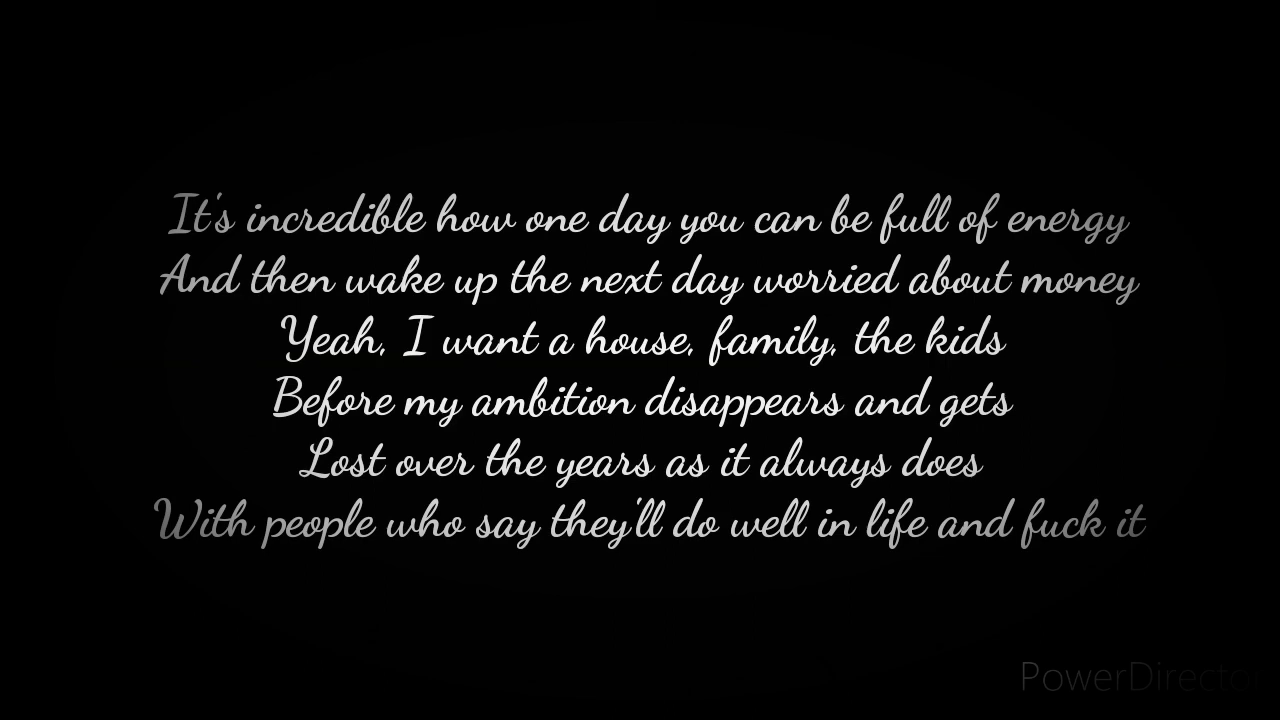 It's incredible how one day you can be full of energy
And then wake up the next day worried about money
Yeah, I want a house, family, the kids
Before my ambition disappears and gets
Lost over the years as it always does
With people who say they'll do well in life and fuck it
PowerDirector